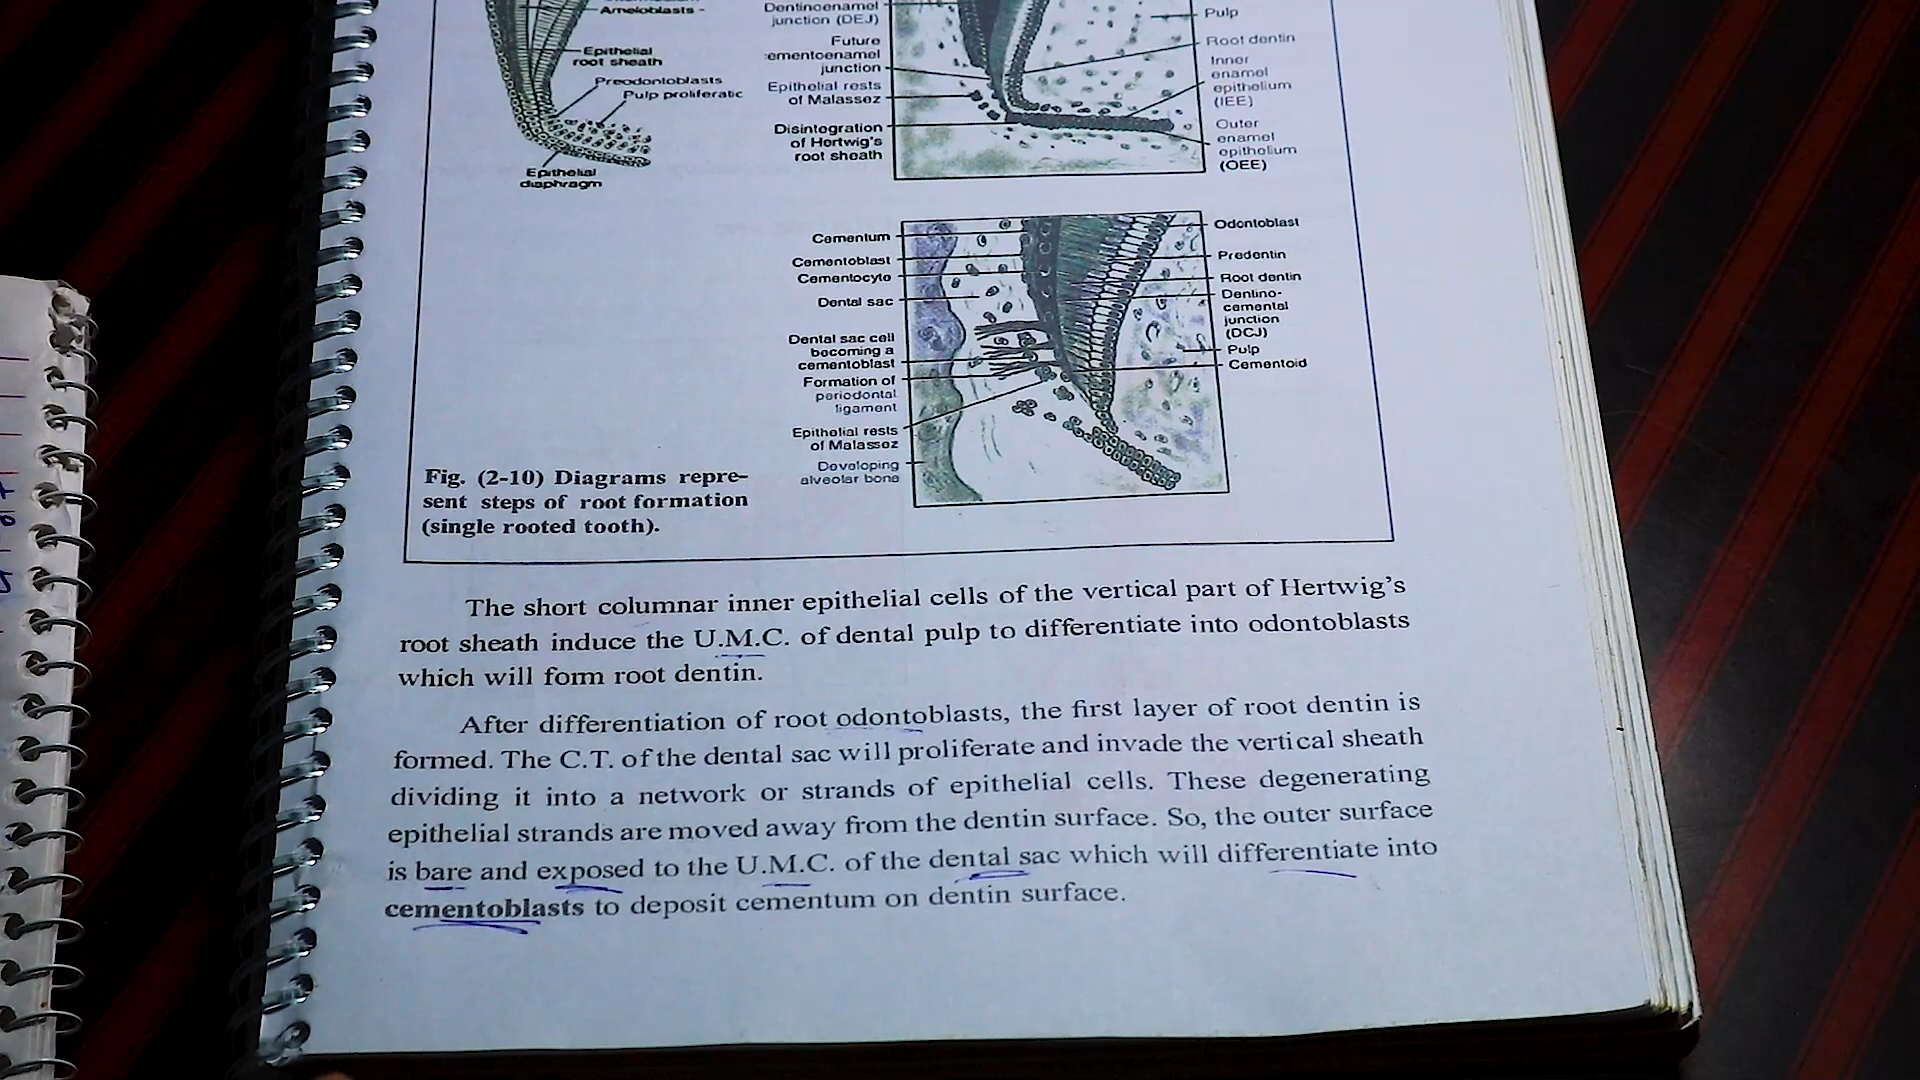 Ameloblasts -
Epithelial
root sheath
Preodontoblasts
Pulp proliferatic
Epithelial
diaphragm
Dentinoenamel
junction (DEJ)
Future
ementoenamel
junction
Epithelial rests
of Malassez
Disintegration
of Hertwig's
root sheath
Pulp
Root dentin
Inner
enamel
epithelium
(IEE)
Outer
enamel
epithelium
(OEE)
Cementum
Cementoblast
Cementocyte
Dental sac
Dental sac cell
becoming a
cementoblast
Formation of
periodontal
ligament
Epithelial rests
of Malassez
Developing
alveolar bone
Odontoblast
Predentin
Root dentin
Dentino-
cemental
junction
(DCJ)
Pulp
Cementoid
Fig. (2-10) Diagrams repre-
sent steps of root formation
(single rooted tooth).
The short columnar inner epithelial cells of the vertical part of Hertwig's
root sheath induce the U.M.C. of dental pulp to differentiate into odontoblasts
which will form root dentin.
After differentiation of root odontoblasts, the first layer of root dentin is
formed. The C.T. of the dental sac will proliferate and invade the vertical sheath
dividing it into a network or strands of epithelial cells. These degenerating
epithelial strands are moved away from the dentin surface. So, the outer surface
is bare and exposed to the U.M.C. of the dental sac which will differentiate into
cementoblasts to deposit cementum on dentin surface.